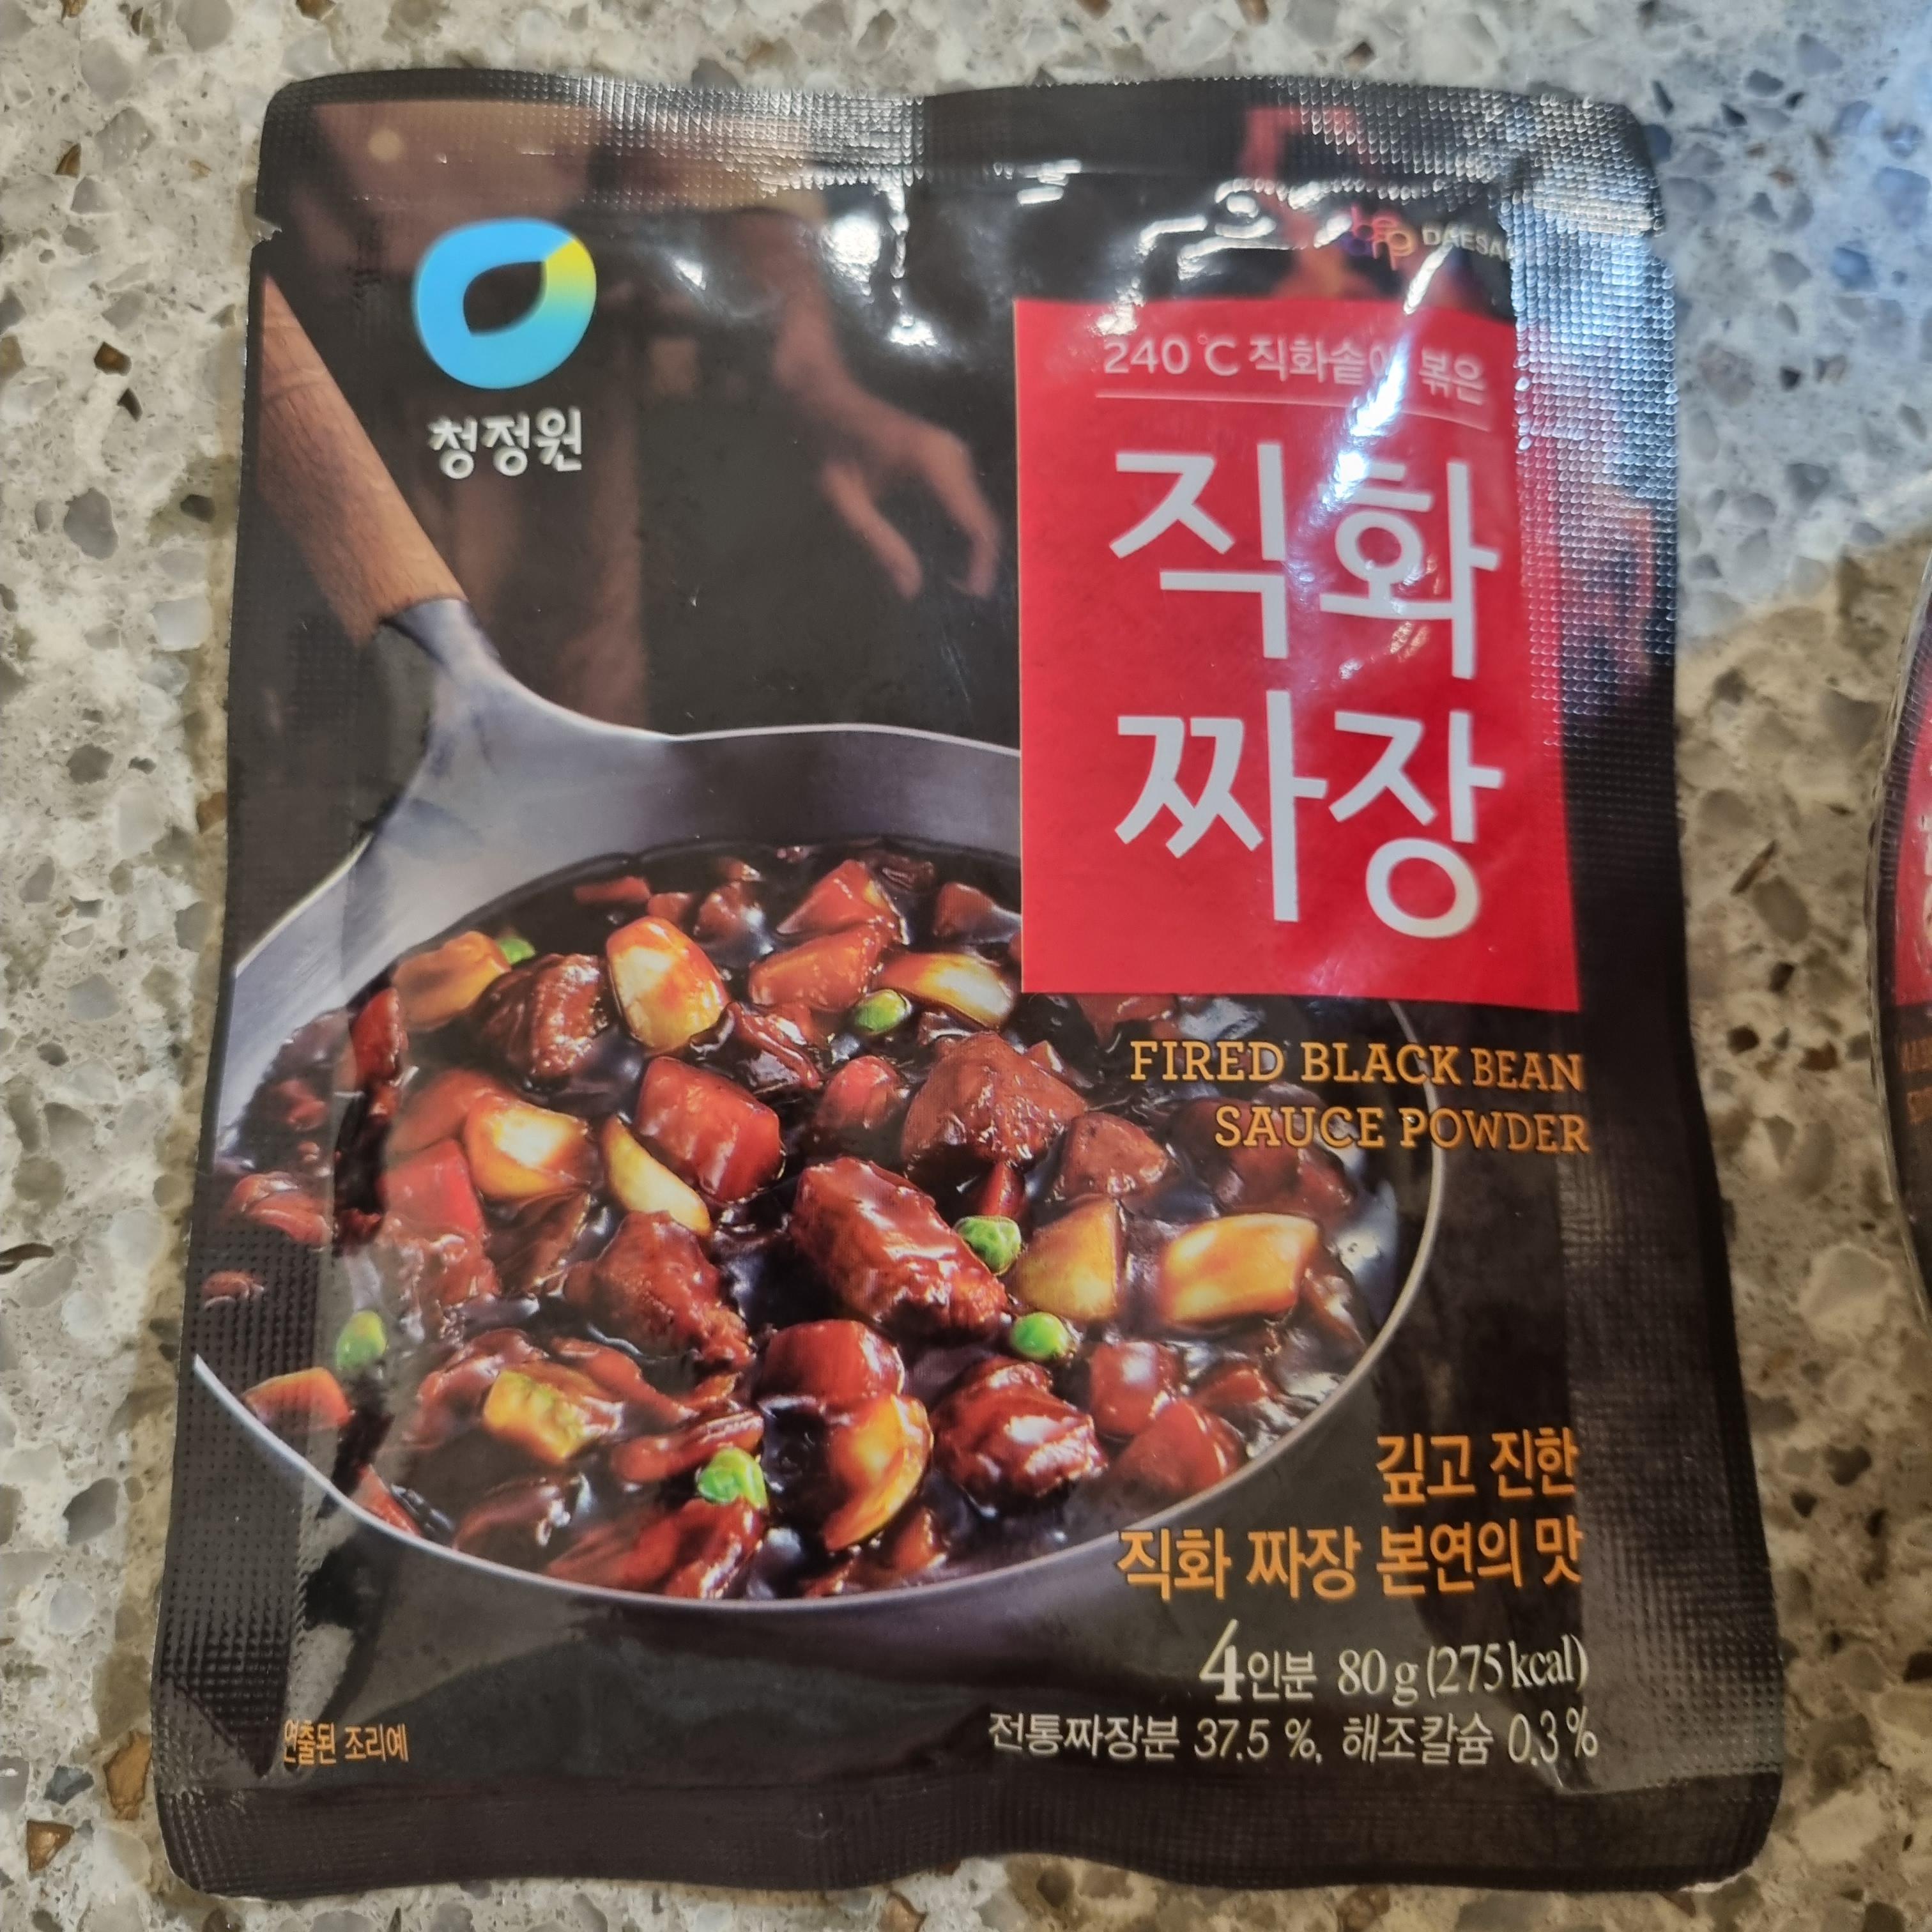 청정원
240℃ 직화솥에 볶은
직화
짜장
FIRED BLACK BEAN
SAUCE POWDER
깊고 진한
직화 짜장 본연의 맛
4인분 80g (275 kcal)
전통짜장분 37.5 %, 해조칼슘 0.3 %
연출된 조리예